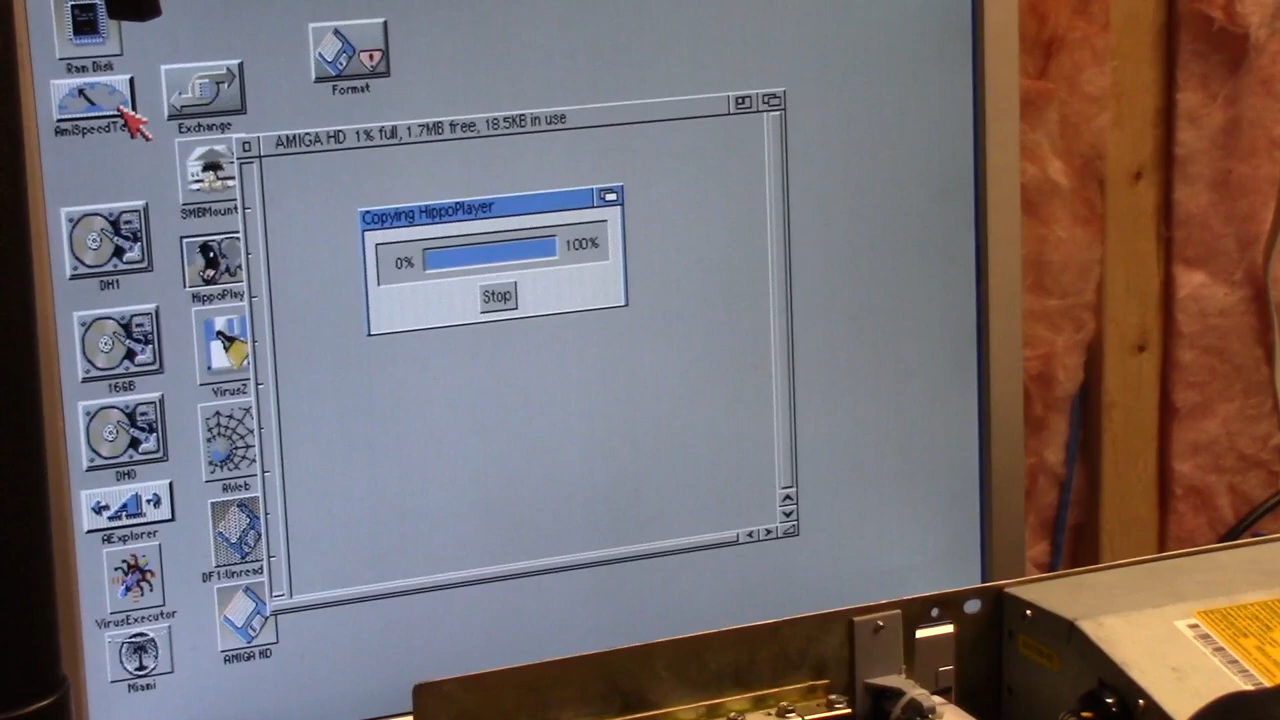 Ram Disk
Format
AmiSpeedTe
Exchange
AMIGA HD 1% full, 1.7MB free, 18.5KB in use
SMBMount
Copying HippoPlayer
0%
100%
Stop
DH1
HippoPlay
16GB
VirusZ
DH0
AWeb
AExplorer
DF1:Unread
VirusExecutor
AMIGA HD
Miami